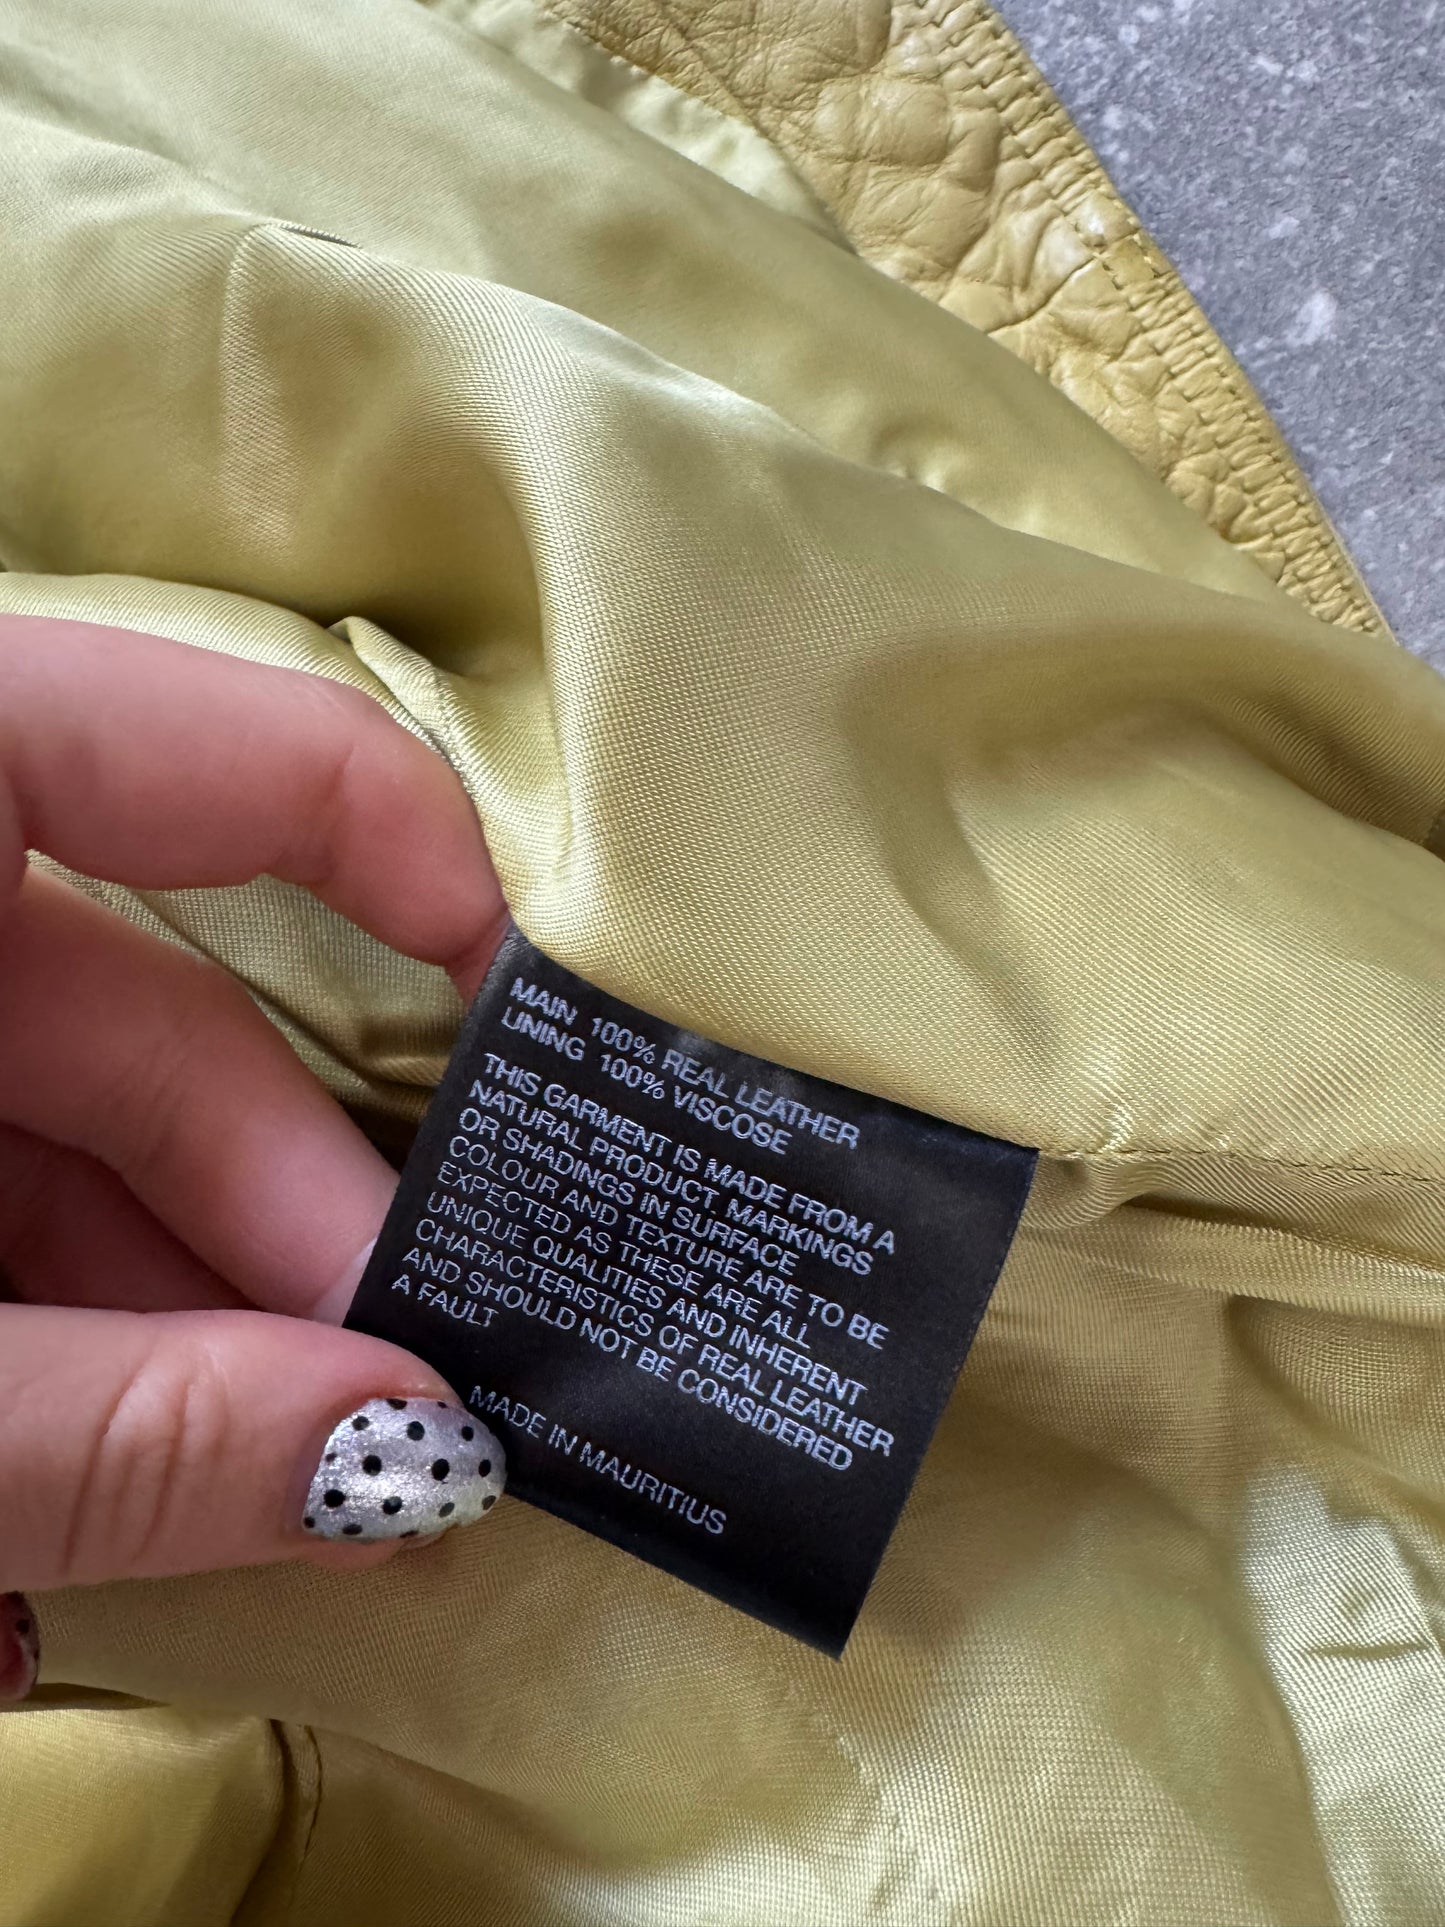 MAIN 100% REAL LEATHER
LINING 100% VISCOSE
THIS GARMENT IS MADE FROM A
NATURAL PRODUCT. MARKINGS
OR SHADINGS IN SURFACE
COLOUR AND TEXTURE ARE TO BE
EXPECTED AS THESE ARE ALL
UNIQUE QUALITIES AND INHERENT
CHARACTERISTICS OF REAL LEATHER
AND SHOULD NOT BE CONSIDERED
A FAULT
MADE IN MAURITIUS